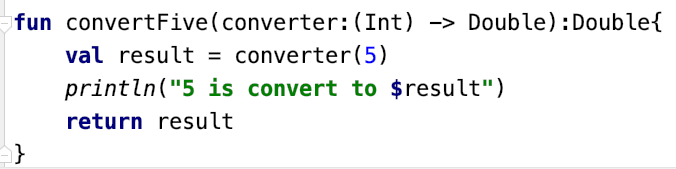 fun convertFive(converter:(Int) -> Double):Double{
    val result = converter(5)
    println("5 is convert to $result")
    return result
}